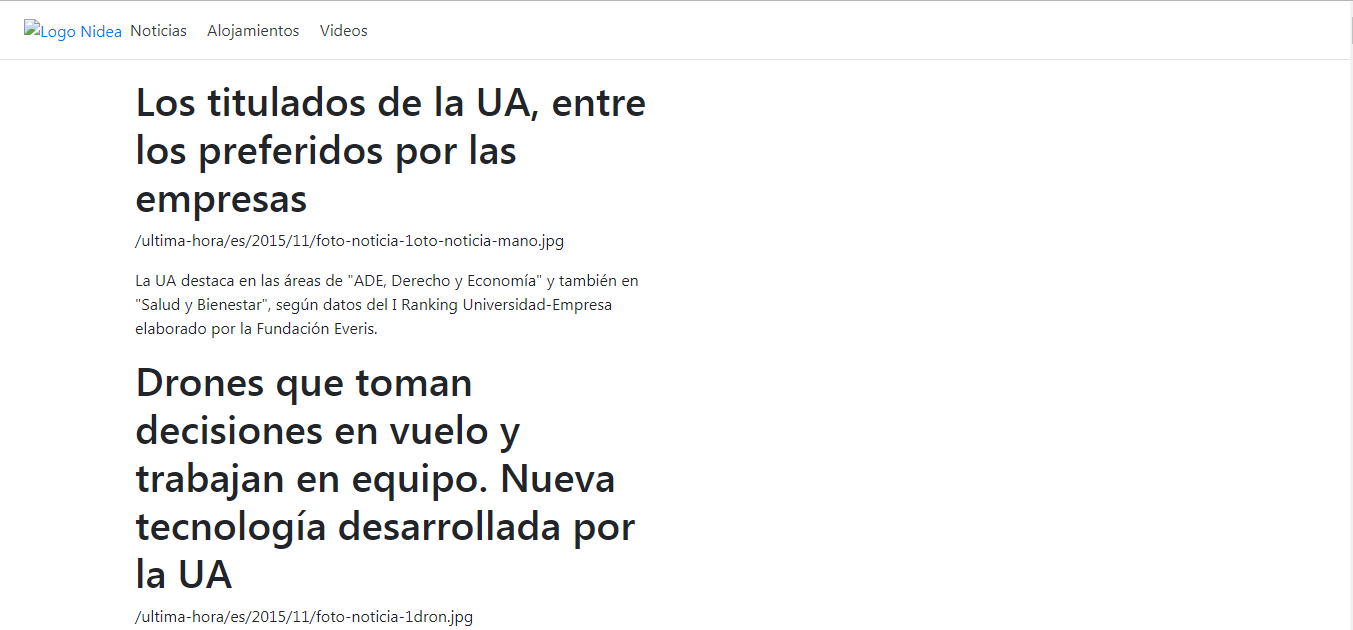 Logo Nidea Noticias Alojamientos Videos
Los titulados de la UA, entre
los preferidos por las
empresas
/ultima-hora/es/2015/11/foto-noticia-1oto-noticia-mano.jpg
La UA destaca en las áreas de "ADE, Derecho y Economía" y también en
"Salud y Bienestar", según datos del I Ranking Universidad-Empresa
elaborado por la Fundación Everis.
Drones que toman
decisiones en vuelo y
trabajan en equipo. Nueva
tecnología desarrollada por
la UA
/ultima-hora/es/2015/11/foto-noticia-1dron.jpg